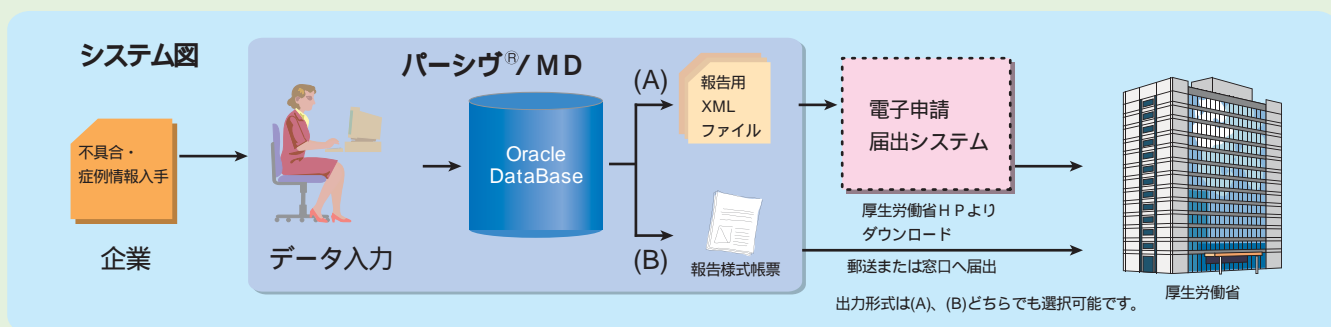 システム図
パーシヴ®/ MD
不具合・
症例情報入手
企業
データ入力
Oracle
DataBase
(A)
報告用
XML
ファイル
(B)
報告様式帳票
電子申請
届出システム
厚生労働省HPより
ダウンロード
郵送または窓口へ届出
厚生労働省
出力形式は(A)、(B)どちらでも選択可能です。